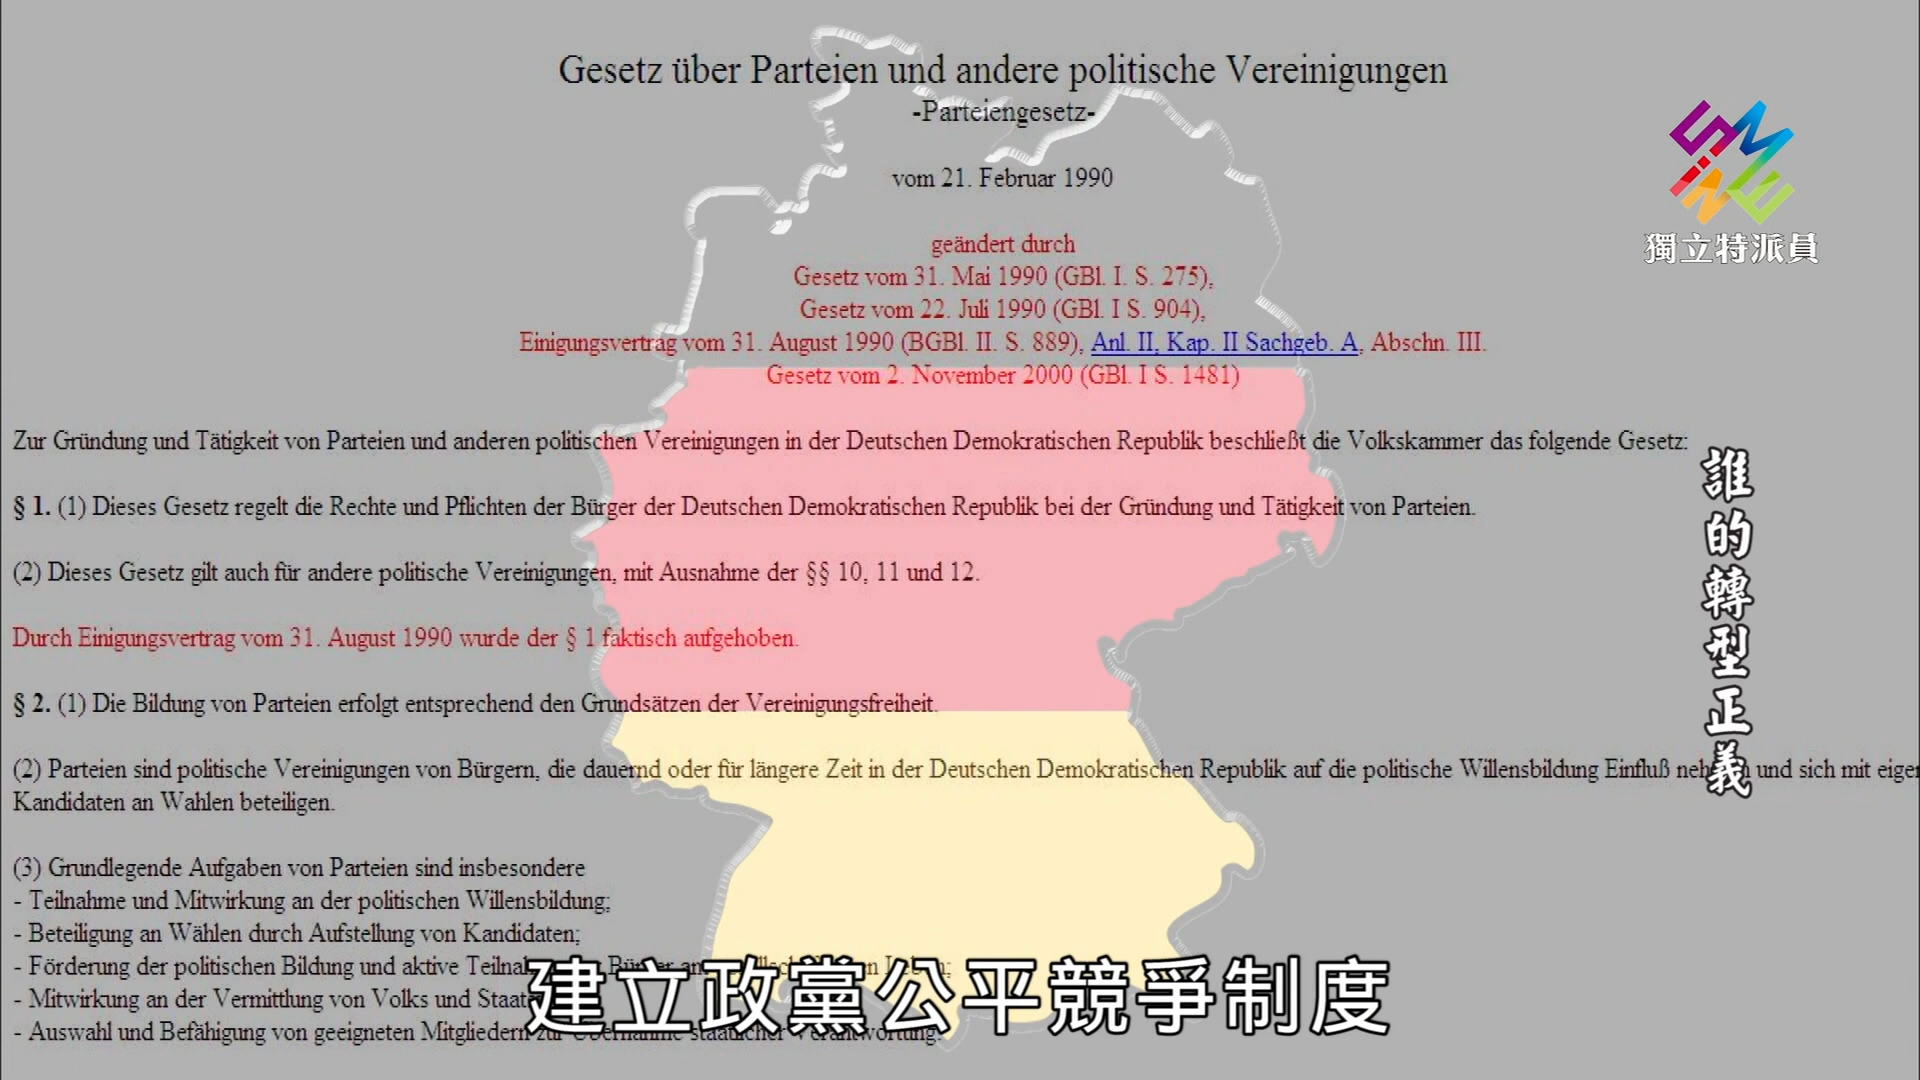 Gesetz über Parteien und andere politische Vereinigungen
-Parteiengesetz-
vom 21. Februar 1990
geändert durch
Gesetz vom 31. Mai 1990 (GBl. I. S. 275),
Gesetz vom 22. Juli 1990 (GBl. I S. 904),
Einigungsvertrag vom 31. August 1990 (BGBl. II. S. 889), Anl. II, Kap. II Sachgeb. A, Abschn. III.
Gesetz vom 2. November 2000 (GBl. I S. 1481)
Zur Gründung und Tätigkeit von Parteien und anderen politischen Vereinigungen in der Deutschen Demokratischen Republik beschließt die Volkskammer das folgende Gesetz:
§ 1. (1) Dieses Gesetz regelt die Rechte und Pflichten der Bürger der Deutschen Demokratischen Republik bei der Gründung und Tätigkeit von Parteien.
(2) Dieses Gesetz gilt auch für andere politische Vereinigungen, mit Ausnahme der §§ 10, 11 und 12.
Durch Einigungsvertrag vom 31. August 1990 wurde der § 1 faktisch aufgehoben.
§ 2. (1) Die Bildung von Parteien erfolgt entsprechend den Grundsätzen der Vereinigungsfreiheit.
(2) Parteien sind politische Vereinigungen von Bürgern, die dauernd oder für längere Zeit in der Deutschen Demokratischen Republik auf die politische Willensbildung Einfluß und sich mit
Kandidaten an Wahlen beteiligen.
(3) Grundlegende Aufgaben von Parteien sind insbesondere
- Teilnahme und Mitwirkung an der politischen Willensbildung;
- Beteiligung an Wählen durch Aufstellung von Kandidaten;
- Förderung der politischen Bildung und aktive
- Mitwirkung an der Vermittlung von Volks und
- Auswahl und Befähigung von geeigneten Mitgliedern zur
SMiNE
獨立特派員
誰的轉型正義
建立政黨公平競爭制度